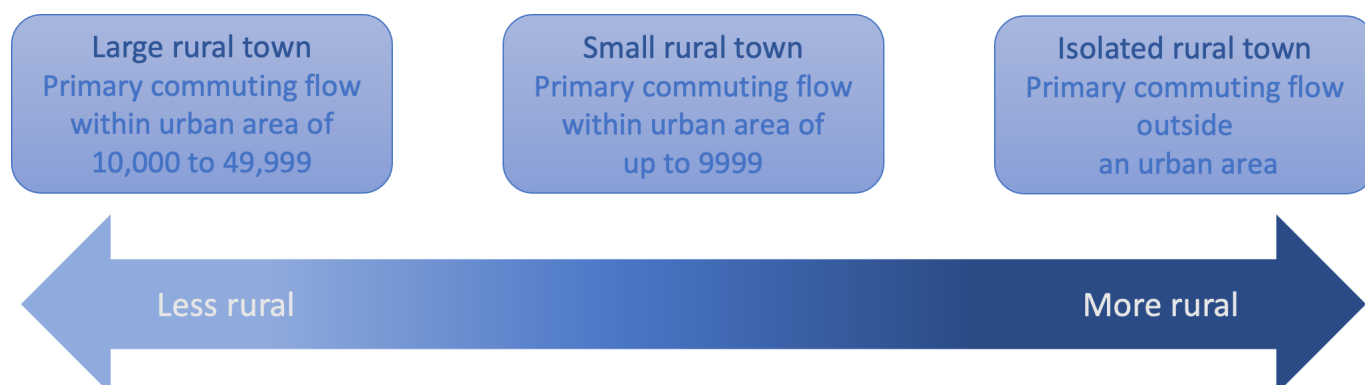 Large rural town
Primary commuting flow
within urban area of
10,000 to 49,999
Small rural town
Primary commuting flow
within urban area of
up to 9999
Isolated rural town
Primary commuting flow
outside
an urban area
Less rural
More rural